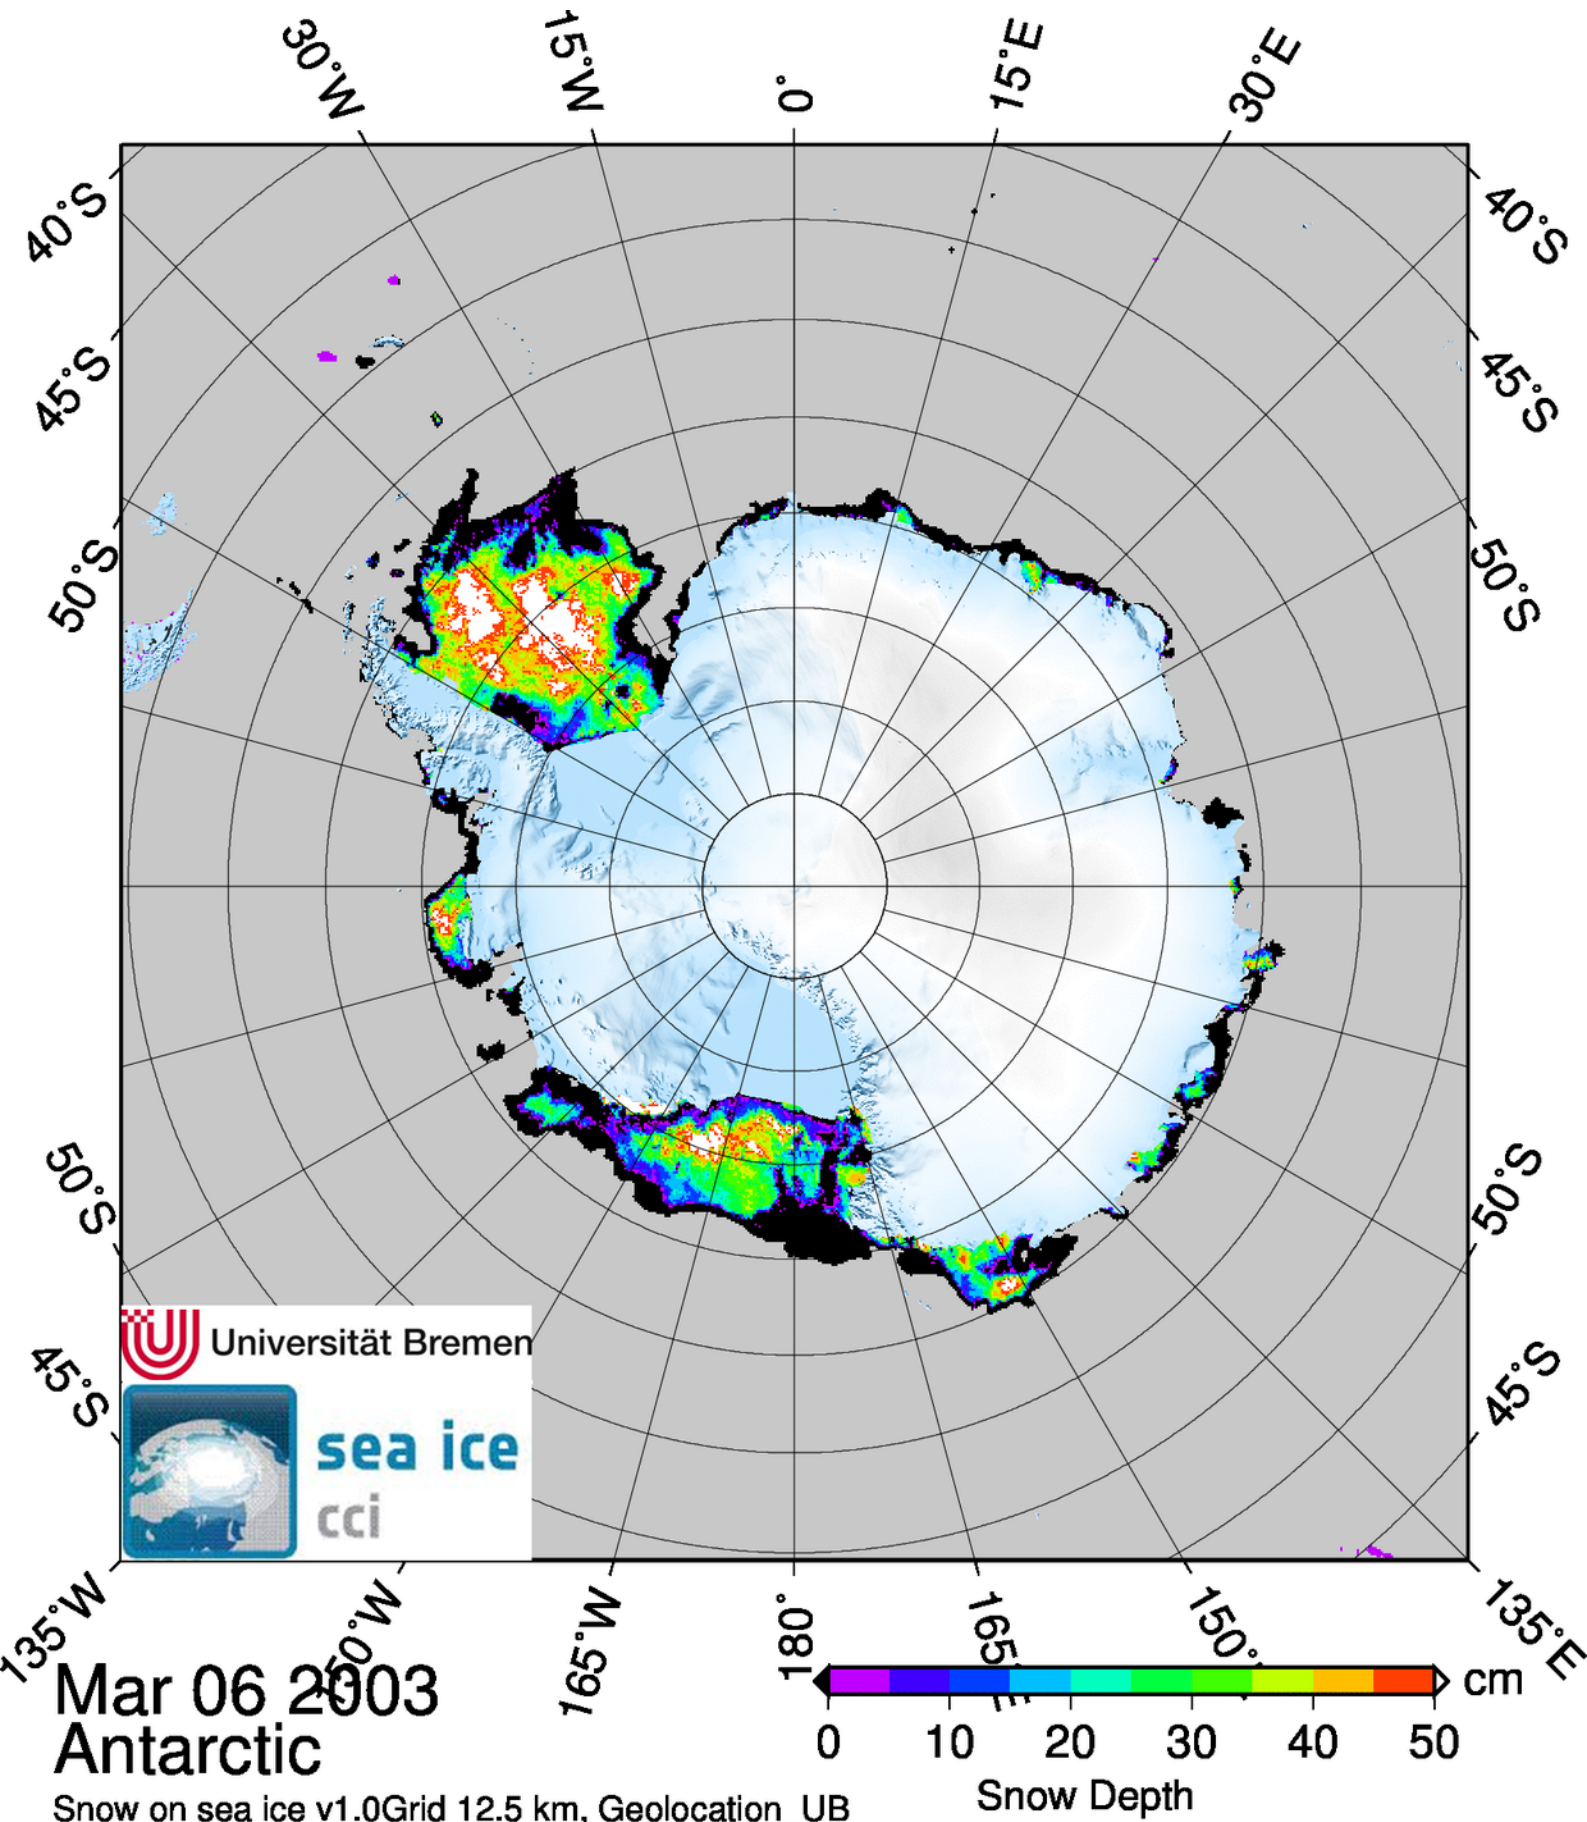 30°W 15°W 0° 15°E 30°E
40°S 40°S
45°S 45°S
50°S 50°S
50°S 50°S
45°S 45°S
Universität Bremen
sea ice
cci
135°W 165°W 180° 150° 135°E
Mar 06 2003
Antarctic
Snow on sea ice v1.0Grid 12.5 km, Geolocation UB
cm
0 10 20 30 40 50
Snow Depth